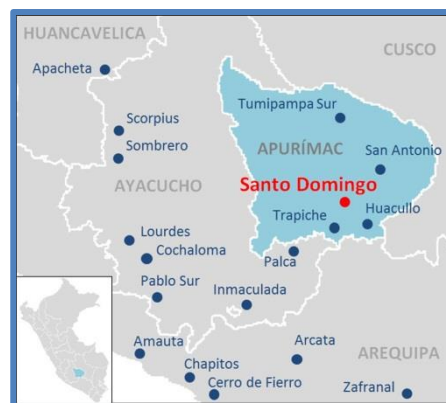 HUANCAVELICA
CUSCO
Apacheta
Tumipampa Sur
Scorpius
Sombrero
APURÍMAC
San Antonio
AYACUCHO
Santo Domingo
Trapiche
Huacullo
Lourdes
Cochaloma
Palca
Pablo Sur
Inmaculada
Amauta
Arcata
AREQUIPA
Chapitos
Cerro de Fierro
Zafranal